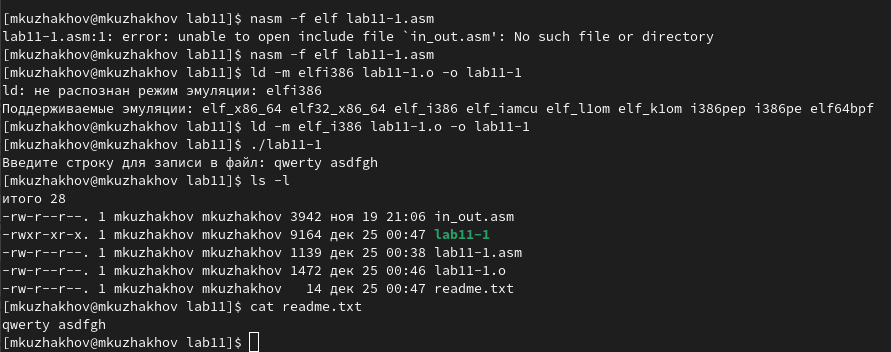 [mkuzhakhov@mkuzhakhov lab11]$ nasm -f elf lab11-1.asm
lab11-1.asm:1: error: unable to open include file `in_out.asm': No such file or directory
[mkuzhakhov@mkuzhakhov lab11]$ nasm -f elf lab11-1.asm
[mkuzhakhov@mkuzhakhov lab11]$ ld -m elfi386 lab11-1.o -o lab11-1
ld: не распознан режим эмуляции: elfi386
Поддерживаемые эмуляции: elf_x86_64 elf32_x86_64 elf_i386 elf_iamcu elf_l1om elf_k1om i386pep i386pe elf64bpf
[mkuzhakhov@mkuzhakhov lab11]$ ld -m elf_i386 lab11-1.o -o lab11-1
[mkuzhakhov@mkuzhakhov lab11]$ ./lab11-1
Введите строку для записи в файл: qwerty asdfgh
[mkuzhakhov@mkuzhakhov lab11]$ ls -l
итого 28
-rw-r--r--. 1 mkuzhakhov mkuzhakhov 3942 ноя 19 21:06 in_out.asm
-rwxr-xr-x. 1 mkuzhakhov mkuzhakhov 9164 дек 25 00:47 lab11-1
-rw-r--r--. 1 mkuzhakhov mkuzhakhov 1139 дек 25 00:38 lab11-1.asm
-rw-r--r--. 1 mkuzhakhov mkuzhakhov 1472 дек 25 00:46 lab11-1.o
-rw-r--r--. 1 mkuzhakhov mkuzhakhov   14 дек 25 00:47 readme.txt
[mkuzhakhov@mkuzhakhov lab11]$ cat readme.txt
qwerty asdfgh
[mkuzhakhov@mkuzhakhov lab11]$